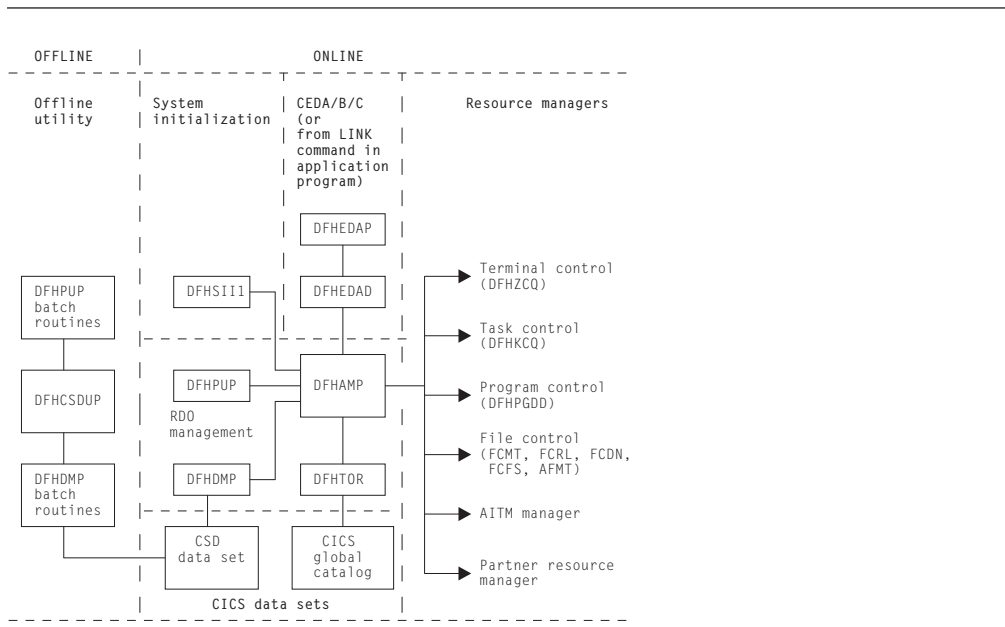 OFFLINE
ONLINE
Offline
utility
System
initialization
CEDA/B/C
(or
from LINK
command in
application
program)
Resource managers
DFHEDAP
DFHPUP
batch
routines
DFHSII1
DFHEDAD
Terminal control
(DFHZCQ)
Task control
(DFHKCQ)
DFHCSDUP
DFHPUP
DFHAMP
Program control
(DFHPGDD)
RDO
management
File control
(FCMT, FCRL, FCDN,
FCFS, AFMT)
DFHDMP
batch
routines
DFHDMP
DFHTOR
AITM manager
CSD
data set
CICS
global
catalog
Partner resource
manager
CICS data sets